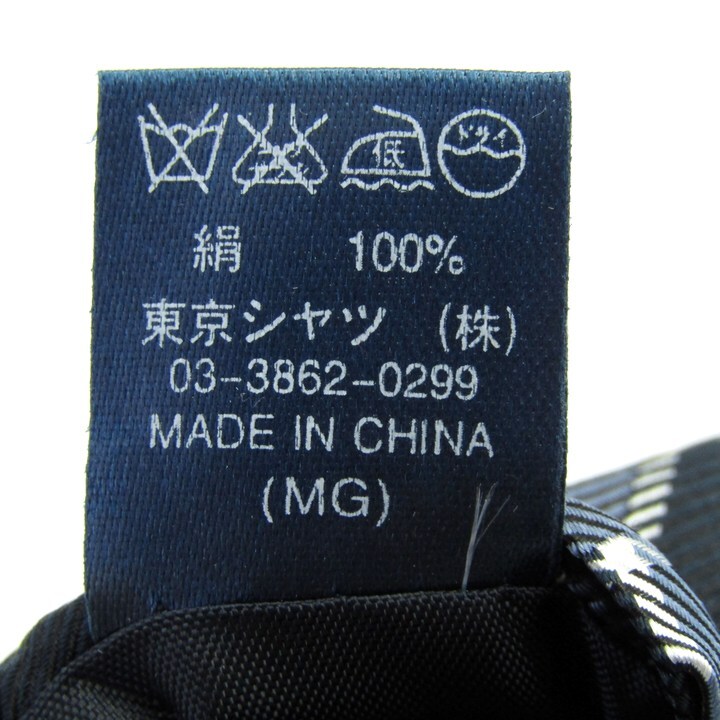 低 ドライ
絹 100%
東京シャツ (株)
03-3862-0299
MADE IN CHINA
(MG)